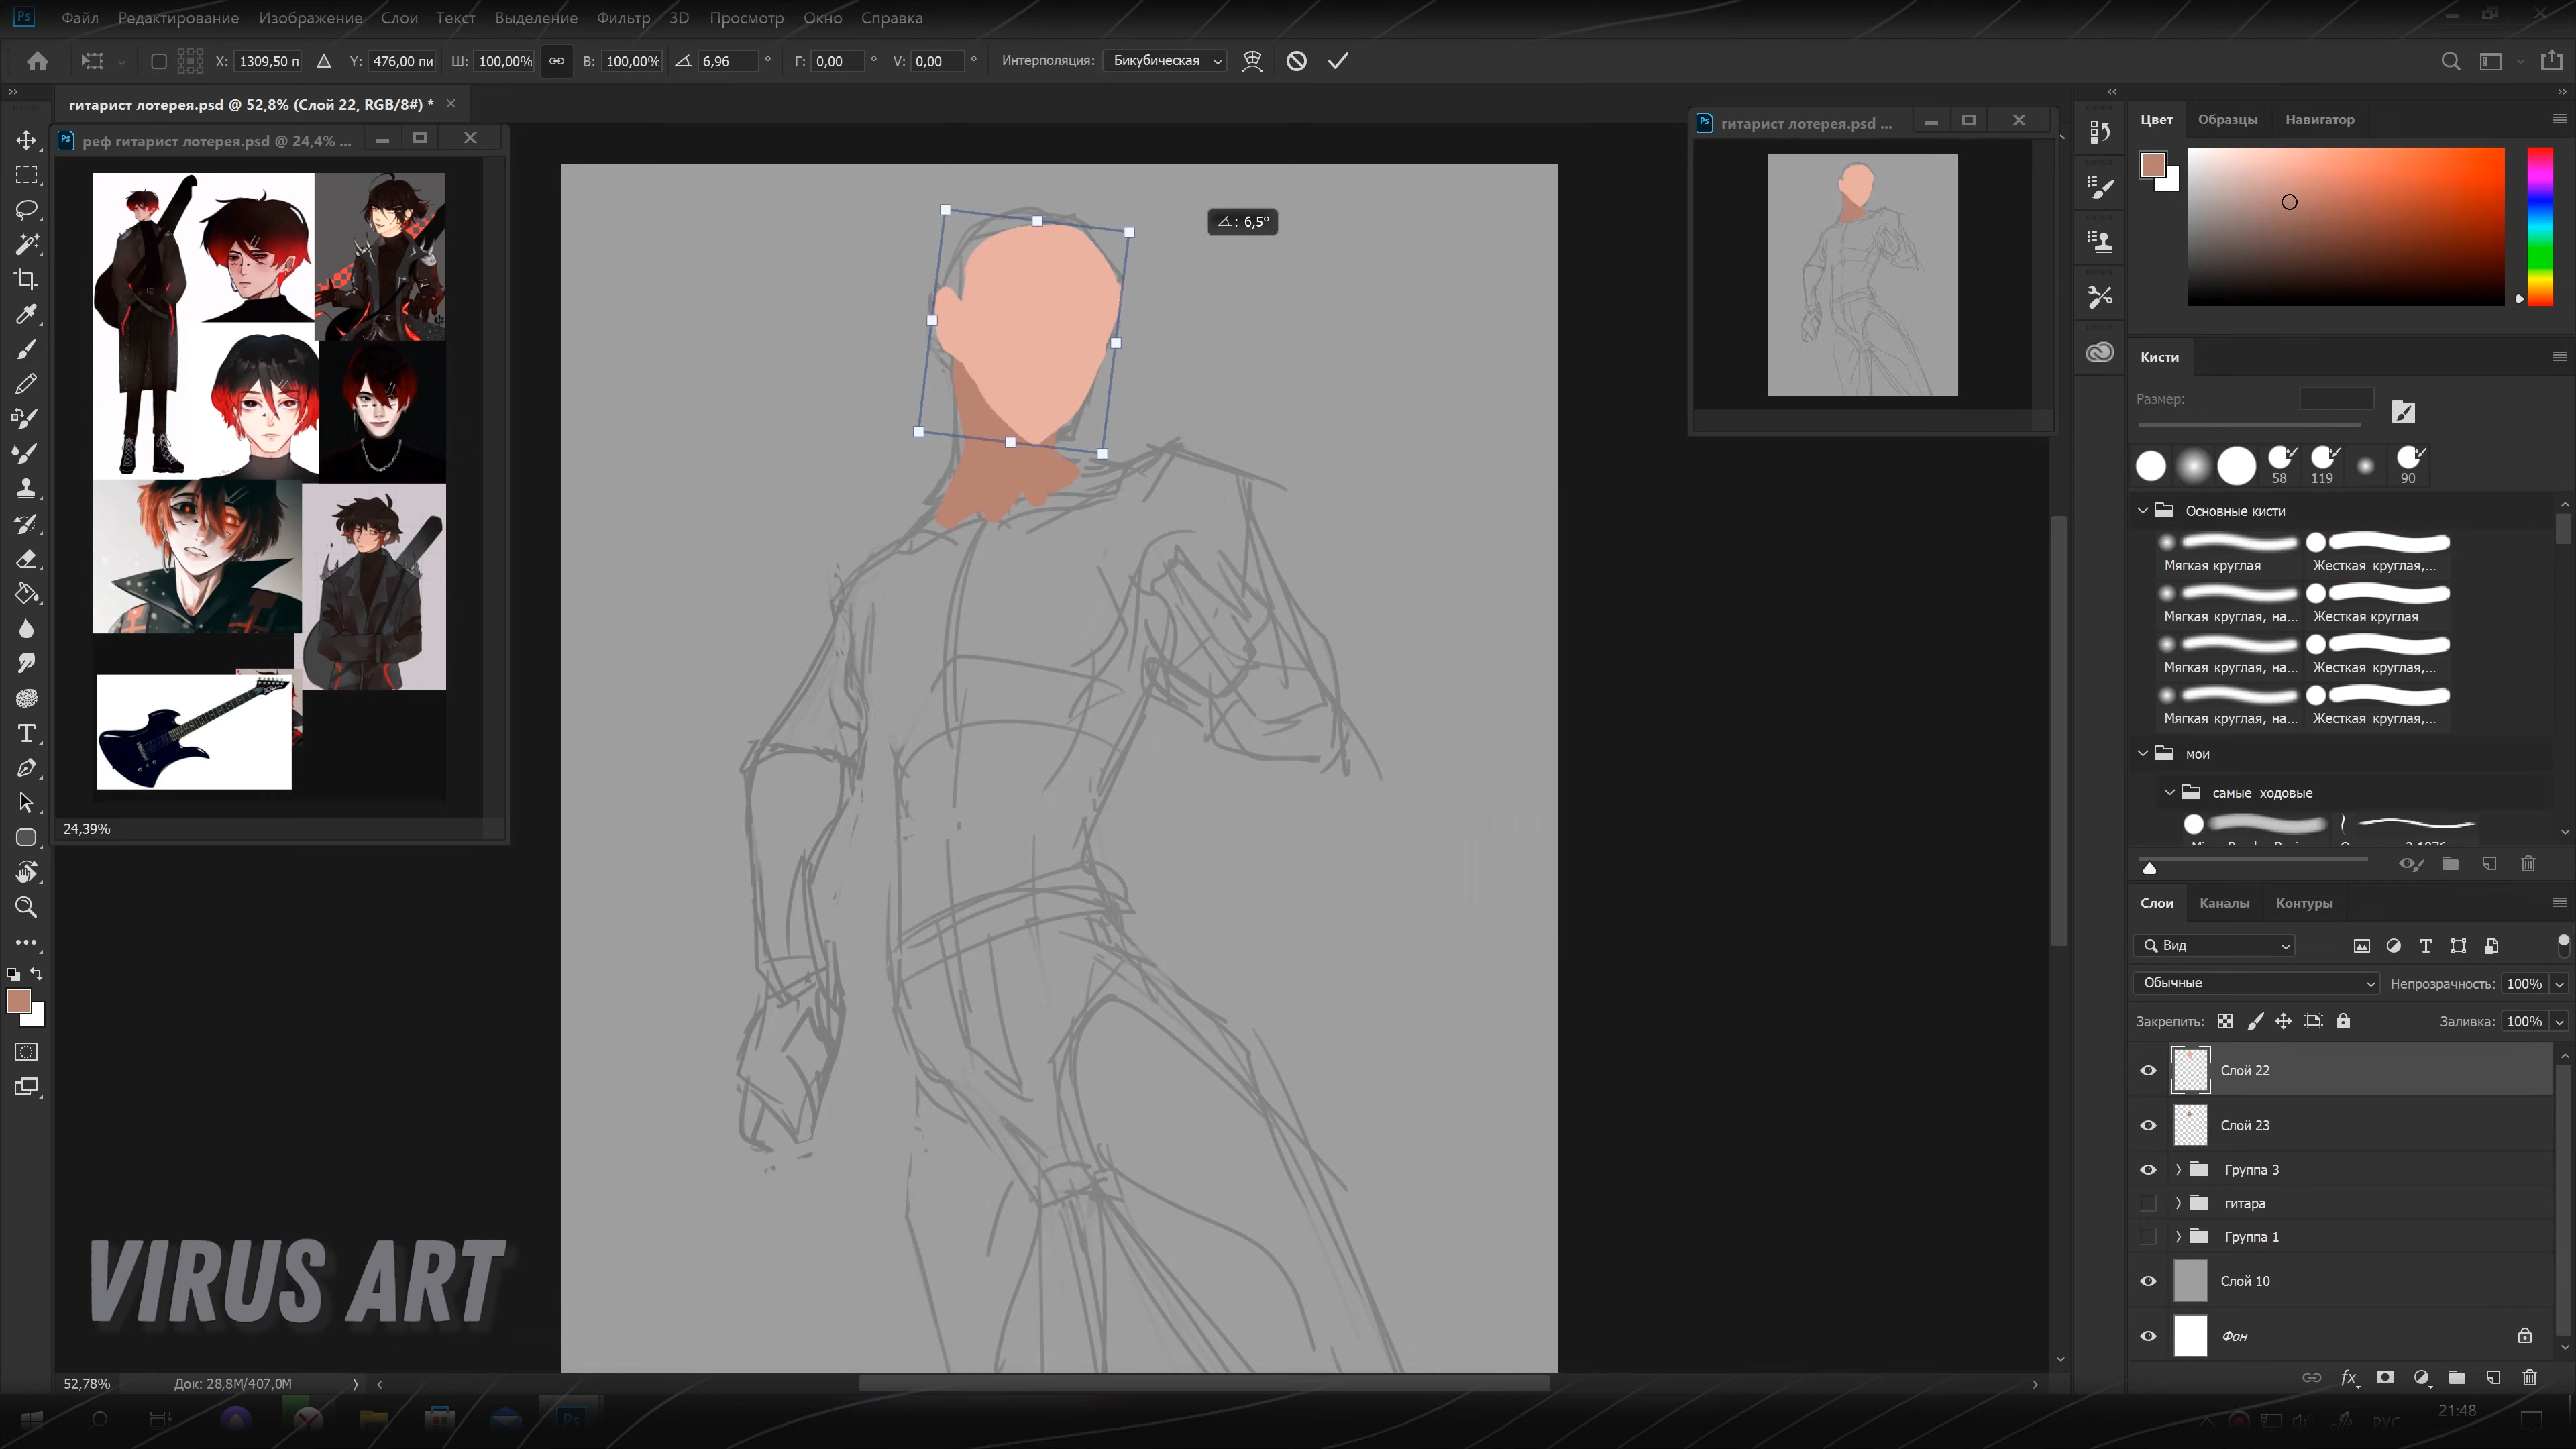 Файл Редактирование Изображение Слои Текст Выделение Фильтр 3D Просмотр Окно Справка
X: 1309,50 п Y: 476,00 пи Ш: 100,00% В: 100,00% 6,96 ° Г: 0,00 ° V: 0,00 ° Интерполяция: Бикубическая
гитарист лотерея.psd @ 52,8% (Слой 22, RGB/8#) *
реф гитарист лотерея.psd @ 24,4% ...
24,39%
6,5°
гитарист лотерея.psd ...
Цвет Образцы Навигатор
Кисти
Размер:
58 119 90
Основные кисти
Мягкая круглая Жесткая круглая,...
Мягкая круглая, на... Жесткая круглая
Мягкая круглая, на... Жесткая круглая,...
Мягкая круглая, на... Жесткая круглая,...
мои
самые ходовые
Слои Каналы Контуры
Вид
Обычные Непрозрачность: 100%
Закрепить: Заливка: 100%
Слой 22
Слой 23
Группа 3
гитара
Группа 1
Слой 10
Фон
VIRUS ART
52,78% Док: 28,8M/407,0M
Ps
РУС
21:48